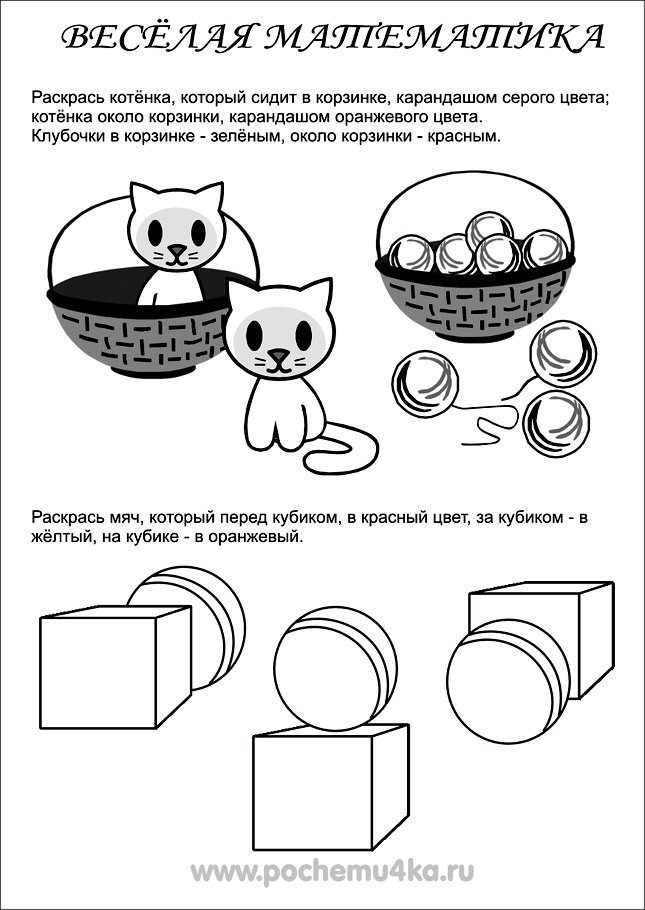 ВЕСЁЛАЯ МАТЕМАТИКА
Раскрась котёнка, который сидит в корзинке, карандашом серого цвета;
котёнка около корзинки, карандашом оранжевого цвета.
Клубочки в корзинке - зелёным, около корзинки - красным.
Раскрась мяч, который перед кубиком, в красный цвет, за кубиком - в
жёлтый, на кубике - в оранжевый.
www.pochemu4ka.ru